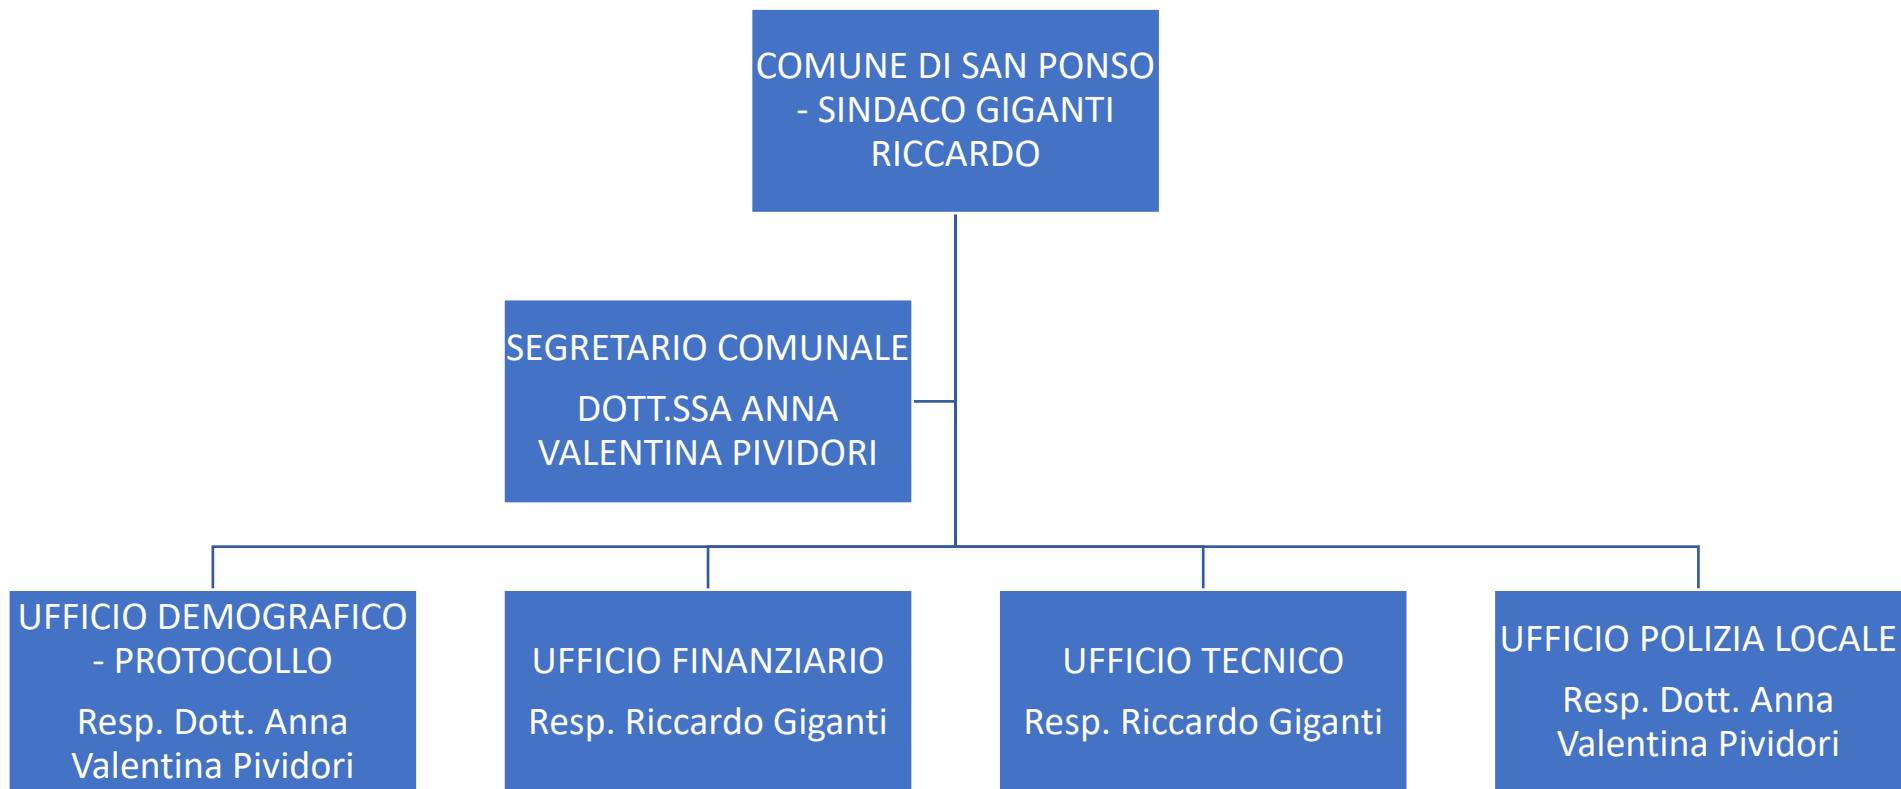 COMUNE DI SAN PONSO
- SINDACO GIGANTI
RICCARDO
SEGRETARIO COMUNALE
DOTT.SSA ANNA
VALENTINA PIVIDORI
UFFICIO DEMOGRAFICO
- PROTOCOLLO
Resp. Dott. Anna
Valentina Pividori
UFFICIO FINANZIARIO
Resp. Riccardo Giganti
UFFICIO TECNICO
Resp. Riccardo Giganti
UFFICIO POLIZIA LOCALE
Resp. Dott. Anna
Valentina Pividori